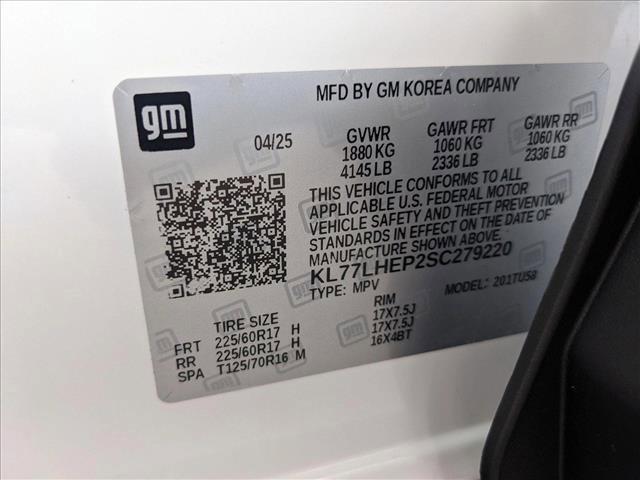 gm
MFD BY GM KOREA COMPANY
04/25
GVWR GAWR FRT GAWR RR
1880 KG 1060 KG 1060 KG
4145 LB 2336 LB 2336 LB
THIS VEHICLE CONFORMS TO ALL
APPLICABLE U.S. FEDERAL MOTOR
VEHICLE SAFETY AND THEFT PREVENTION
STANDARDS IN EFFECT ON THE DATE OF
MANUFACTURE SHOWN ABOVE.
KL77LHEP2SC279220
TYPE: MPV MODEL: 201TU58
TIRE SIZE RIM
FRT 225/60R17 H 17X7.5J
RR 225/60R17 H 17X7.5J
SPA T125/70R16 M 16X4BT